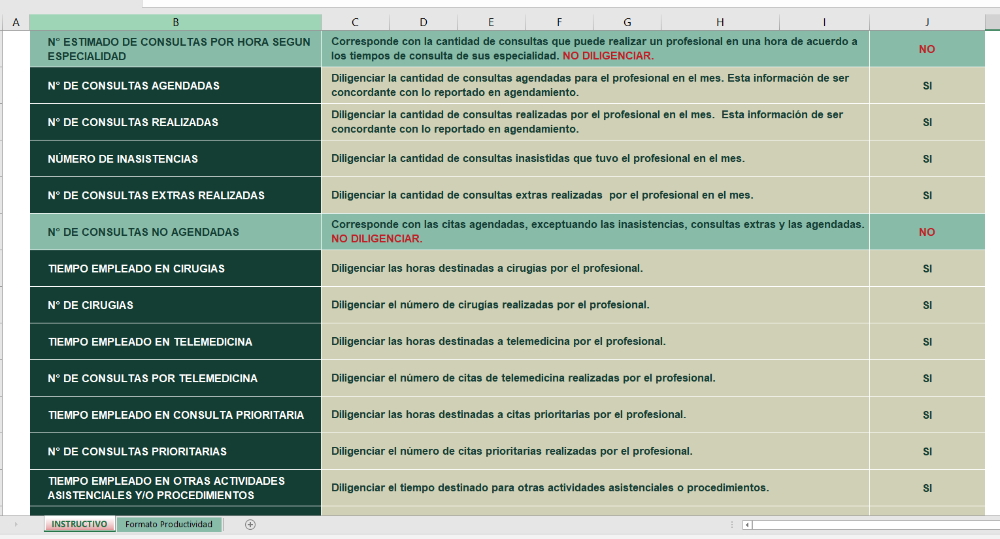 A B C D E F G H I J
N° ESTIMADO DE CONSULTAS POR HORA SEGUN
ESPECIALIDAD
Corresponde con la cantidad de consultas que puede realizar un profesional en una hora de acuerdo a
los tiempos de consulta de sus especialidad. NO DILIGENCIAR.
NO
N° DE CONSULTAS AGENDADAS
Diligenciar la cantidad de consultas agendadas para el profesional en el mes. Esta información de ser
concordante con lo reportado en agendamiento.
SI
N° DE CONSULTAS REALIZADAS
Diligenciar la cantidad de consultas realizadas por el profesional en el mes.  Esta información de ser
concordante con lo reportado en agendamiento.
SI
NÚMERO DE INASISTENCIAS
Diligenciar la cantidad de consultas inasistidas que tuvo el profesional en el mes.
SI
N° DE CONSULTAS EXTRAS REALIZADAS
Diligenciar la cantidad de consultas extras realizadas  por el profesional en el mes.
SI
N° DE CONSULTAS NO AGENDADAS
Corresponde con las citas agendadas, exceptuando las inasistencias, consultas extras y las agendadas.
NO DILIGENCIAR.
NO
TIEMPO EMPLEADO EN CIRUGIAS
Diligenciar las horas destinadas a cirugías por el profesional.
SI
N° DE CIRUGIAS
Diligenciar el número de cirugías realizadas por el profesional.
SI
TIEMPO EMPLEADO EN TELEMEDICINA
Diligenciar las horas destinadas a telemedicina por el profesional.
SI
N° DE CONSULTAS POR TELEMEDICINA
Diligenciar el número de citas de telemedicina realizadas por el profesional.
SI
TIEMPO EMPLEADO EN CONSULTA PRIORITARIA
Diligenciar las horas destinadas a citas prioritarias por el profesional.
SI
N° DE CONSULTAS PRIORITARIAS
Diligenciar el número de citas prioritarias realizadas por el profesional.
SI
TIEMPO EMPLEADO EN OTRAS ACTIVIDADES
ASISTENCIALES Y/O PROCEDIMIENTOS
Diligenciar el tiempo destinado para otras actividades asistenciales o procedimientos.
SI
INSTRUCTIVO Formato Productividad